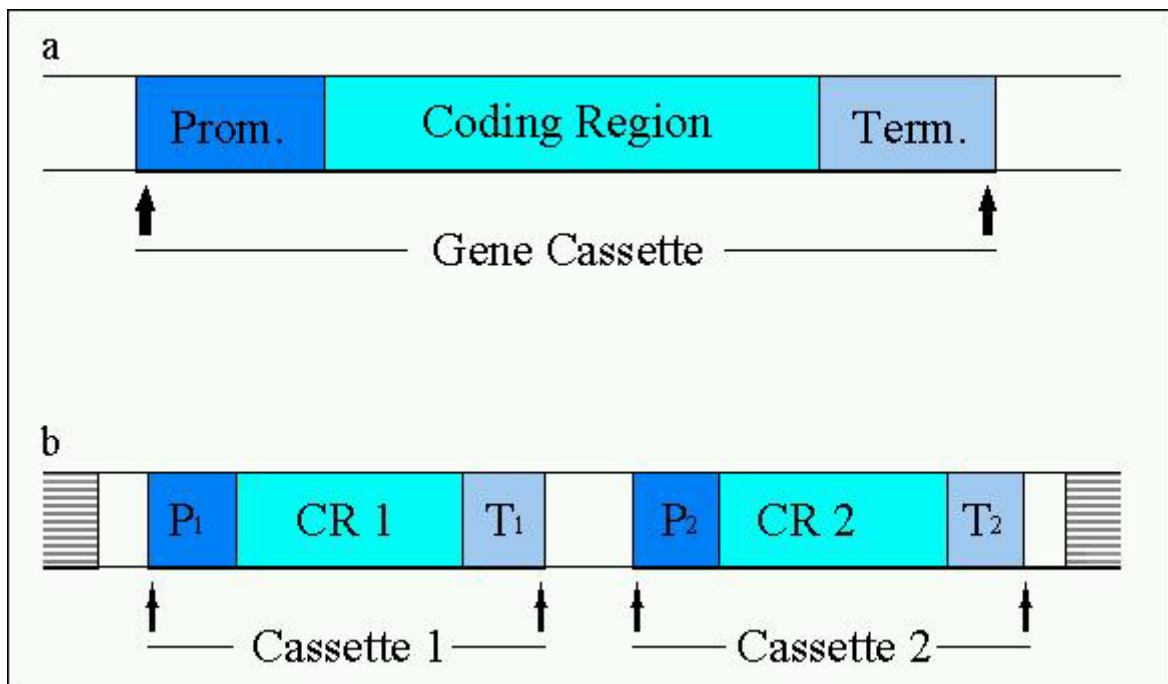 a
Prom. Coding Region Term.
Gene Cassette
b
P1 CR 1 T1 P2 CR 2 T2
Cassette 1 Cassette 2